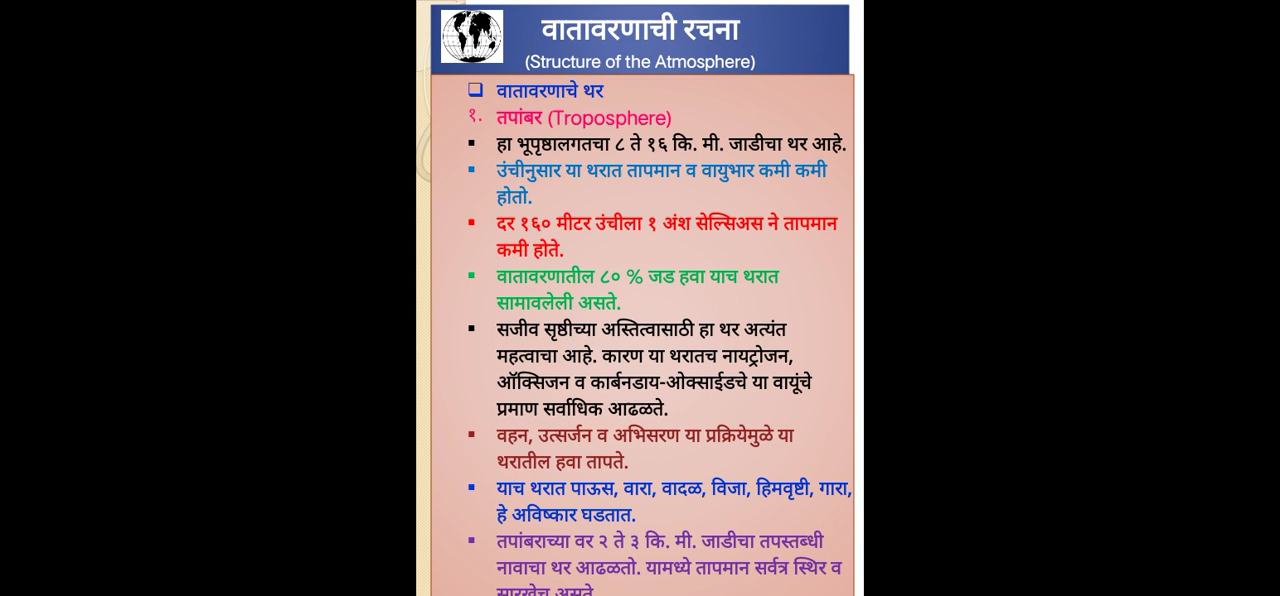 वातावरणाची रचना
(Structure of the Atmosphere)
वातावरणाचे थर
१. तपांबर (Troposphere)
हा भूपृष्ठालगतचा ८ ते १६ कि. मी. जाडीचा थर आहे.
उंचीनुसार या थरात तापमान व वायुभार कमी कमी
होतो.
दर १६० मीटर उंचीला १ अंश सेल्सिअस ने तापमान
कमी होते.
वातावरणातील ८० % जड हवा याच थरात
सामावलेली असते.
सजीव सृष्ठीच्या अस्तित्वासाठी हा थर अत्यंत
महत्वाचा आहे. कारण या थरातच नायट्रोजन,
ऑक्सिजन व कार्बनडाय-ओक्साईडचे या वायूंचे
प्रमाण सर्वाधिक आढळते.
वहन, उत्सर्जन व अभिसरण या प्रक्रियेमुळे या
थरातील हवा तापते.
याच थरात पाऊस, वारा, वादळ, विजा, हिमवृष्टी, गारा,
हे अविष्कार घडतात.
तपांबराच्या वर २ ते ३ कि. मी. जाडीचा तपस्तब्धी
नावाचा थर आढळतो. यामध्ये तापमान सर्वत्र स्थिर व
सारखेच असते